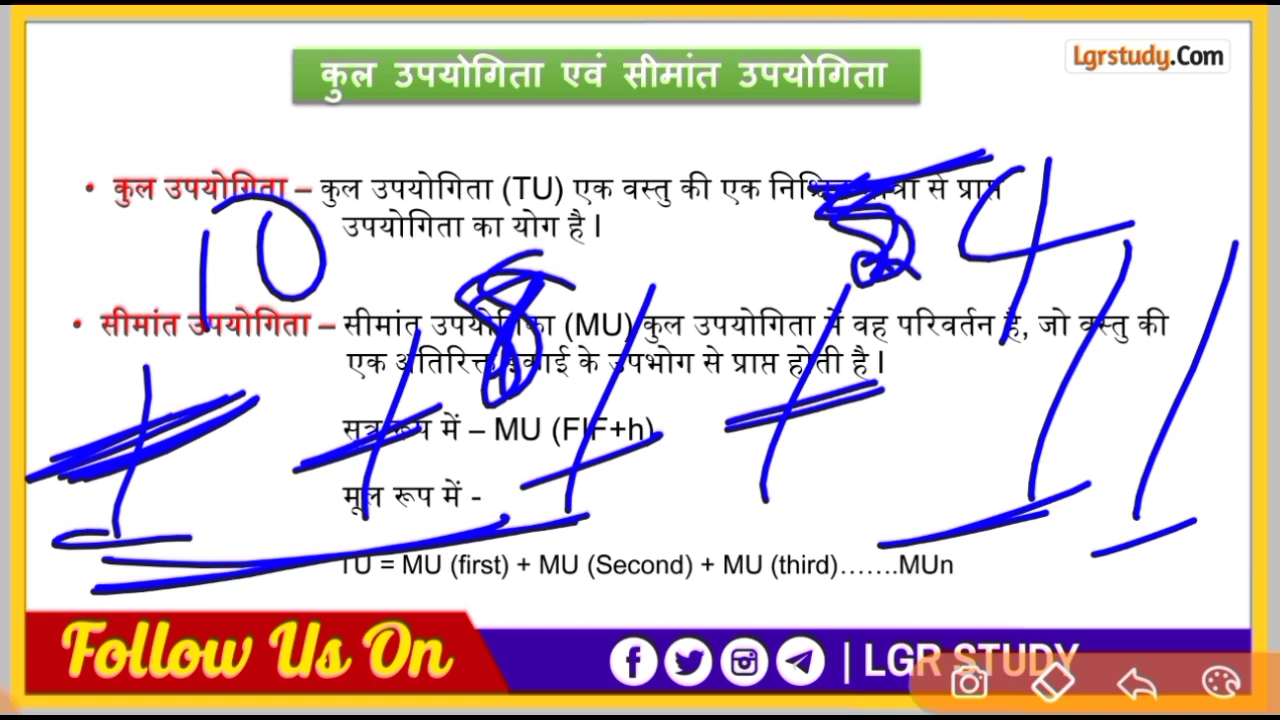 Lgrstudy.Com
कुल उपयोगिता एवं सीमांत उपयोगिता
• कुल उपयोगिता – कुल उपयोगिता (TU) एक वस्तु की एक से प्राप्त
उपयोगिता का योग है।
10 8 5 4
• सीमांत उपयोगिता – सीमांत (MU) कुल उपयोगिता में वह परिवर्तन है, जो वस्तु की
एक अतिरिक्त इकाई के उपभोग से प्राप्त होती है।
रूप में – MU
मूल रूप में -
TU = MU (first) + MU (Second) + MU (third).......MUn
Follow Us On
| LGR STUDY